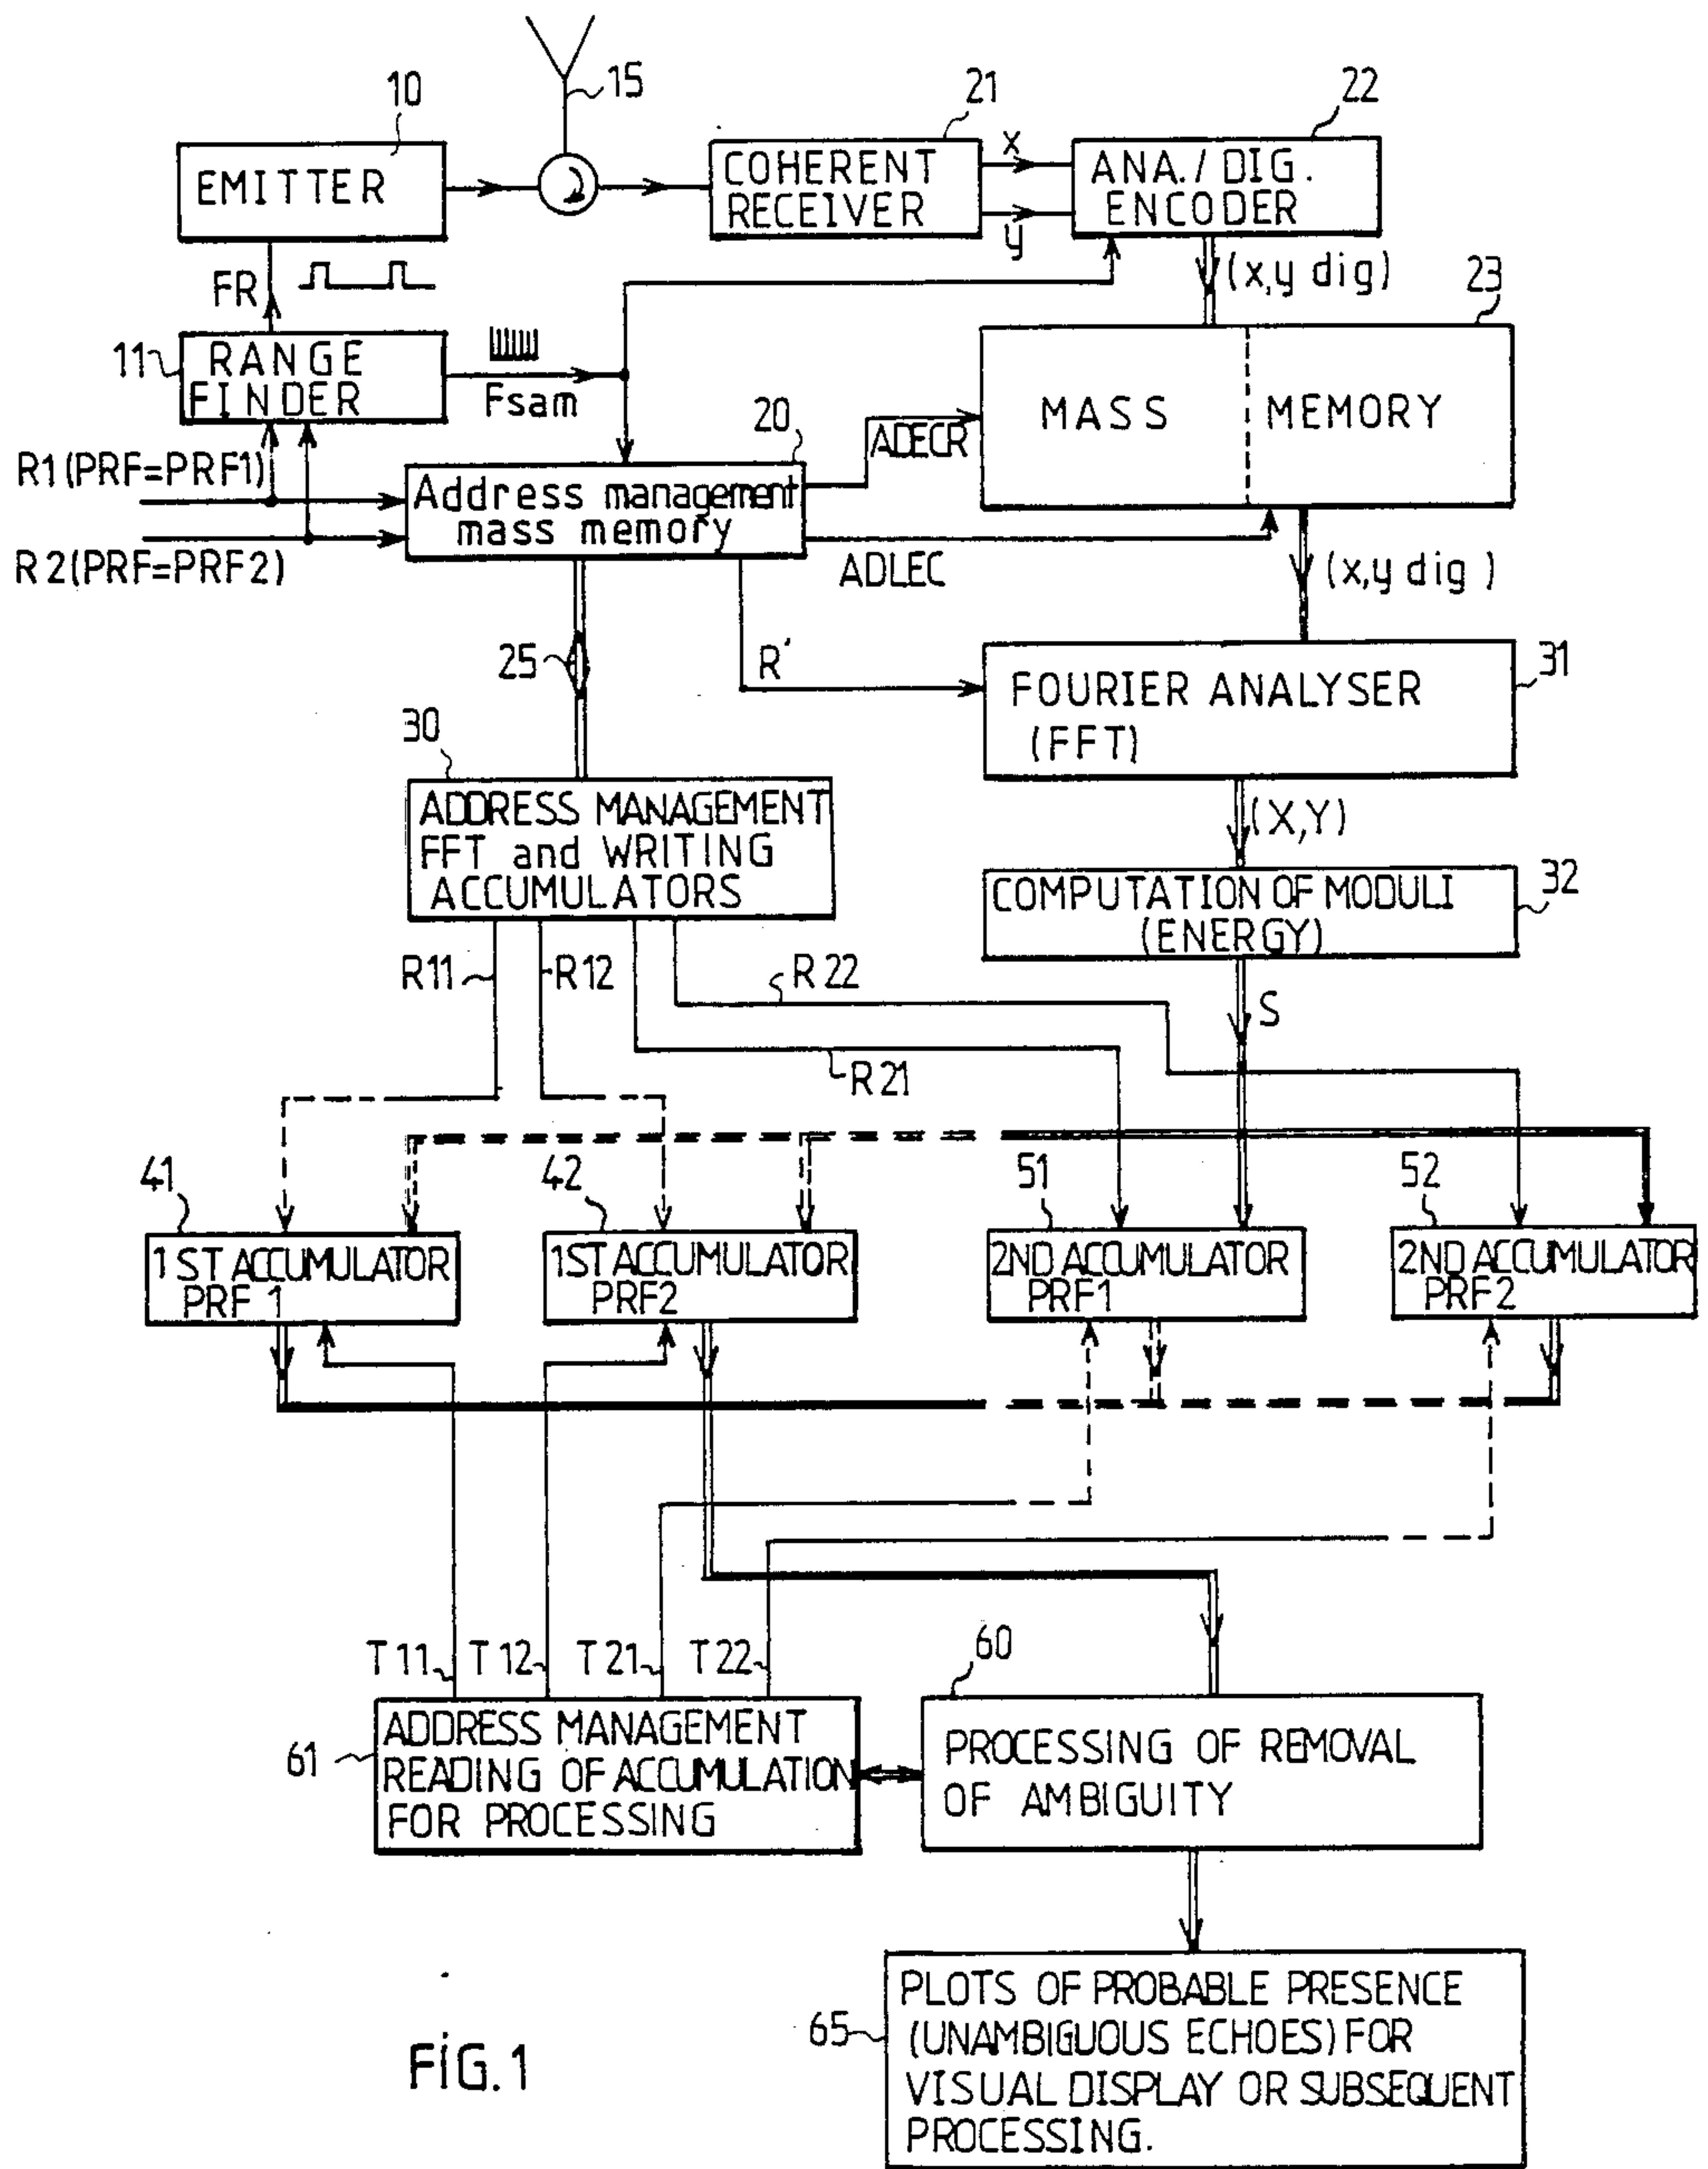 10
15
21
22
EMITTER
COHERENT
RECEIVER
x
y
ANA./DIG.
ENCODER
FR
(x,y dig)
23
11
RANGE
FINDER
Fsam
MASS MEMORY
20
ADECR
R1(PRF=PRF1)
R2(PRF=PRF2)
Address management
mass memory
ADLEC
(x,y dig)
25
R'
31
FOURIER ANALYSER
(FFT)
30
ADDRESS MANAGEMENT
FFT and WRITING
ACCUMULATORS
(X,Y)
32
COMPUTATION OF MODULI
(ENERGY)
R11
R12
R22
S
R21
41
42
51
52
1ST ACCUMULATOR
PRF1
1ST ACCUMULATOR
PRF2
2ND ACCUMULATOR
PRF1
2ND ACCUMULATOR
PRF2
T11
T12
T21
T22
60
61
ADDRESS MANAGEMENT
READING OF ACCUMULATION
FOR PROCESSING
PROCESSING OF REMOVAL
OF AMBIGUITY
65
PLOTS OF PROBABLE PRESENCE
(UNAMBIGUOUS ECHOES) FOR
VISUAL DISPLAY OR SUBSEQUENT
PROCESSING.
FIG.1